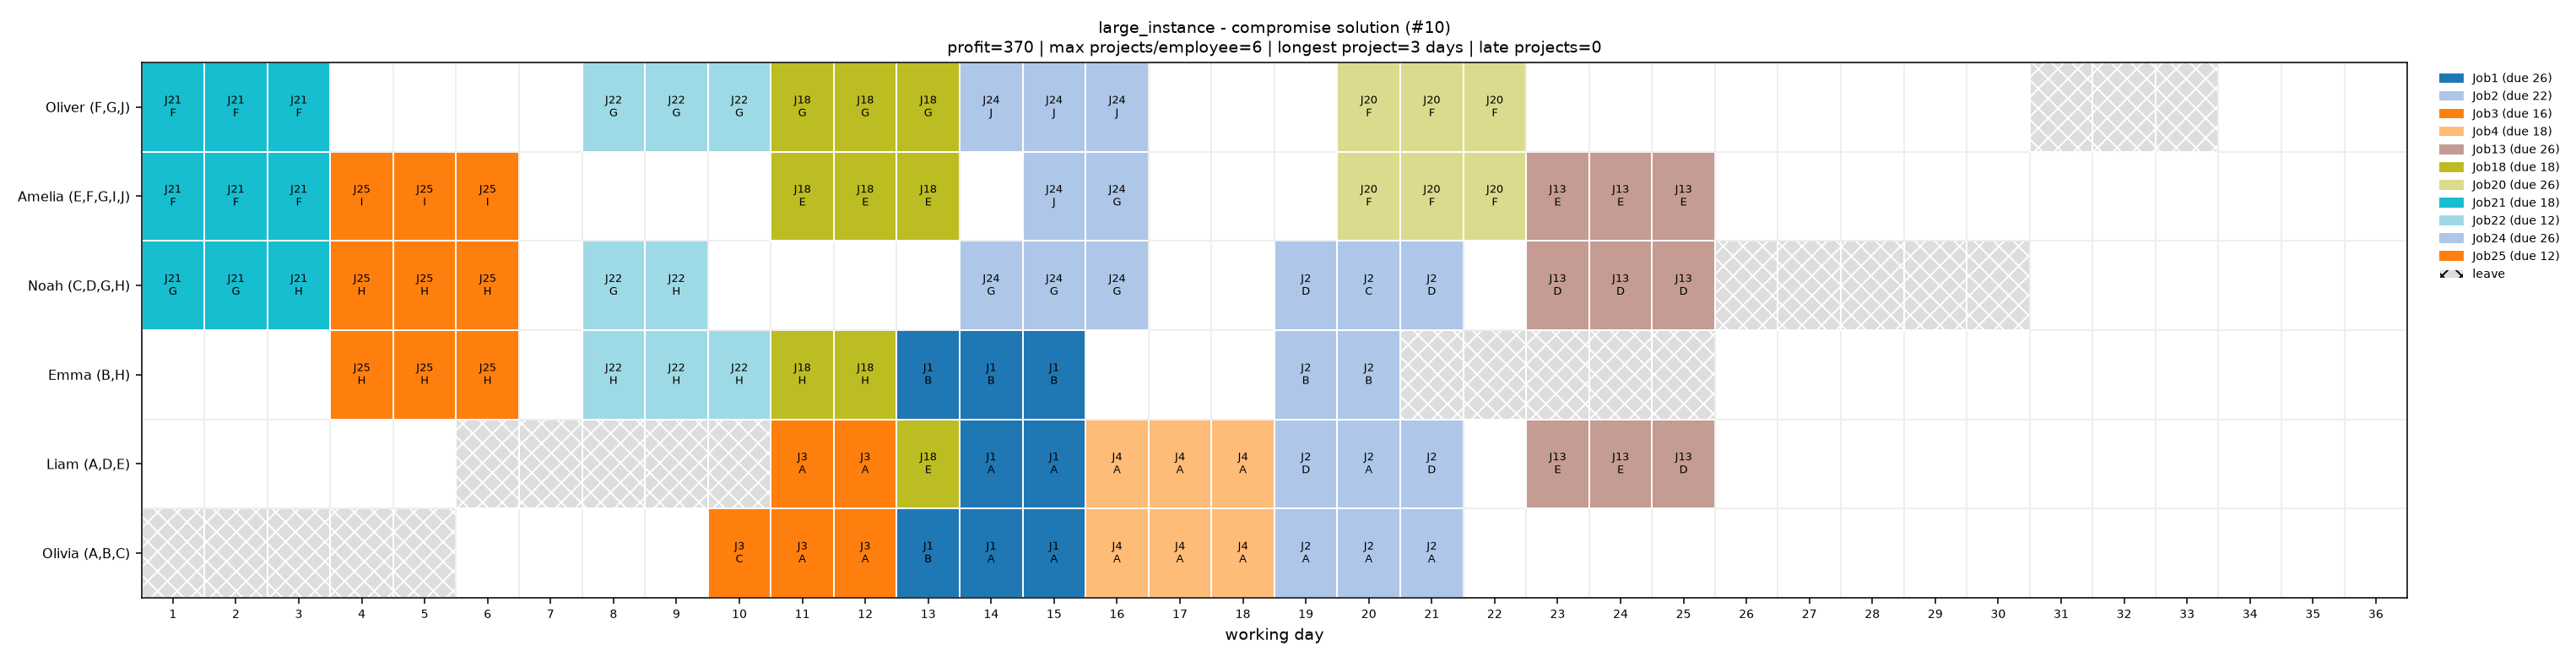 large_instance - compromise solution (#10)
profit=370 | max projects/employee=6 | longest project=3 days | late projects=0
Oliver (F,G,J)
J21 J21 J21 J22 J22 J22 J18 J18 J18 J24 J24 J24 J20 J20 J20
F F F G G G G G G J J J F F F
Amelia (E,F,G,I,J)
J21 J21 J21 J25 J25 J25 J18 J18 J18 J24 J24 J20 J20 J20 J13 J13 J13
F F F I I I E E E J G F F F E E E
Noah (C,D,G,H)
J21 J21 J21 J25 J25 J25 J22 J22 J24 J24 J24 J2 J2 J2 J13 J13 J13
G G H H H H G H G G G D C D D D D
Emma (B,H)
J25 J25 J25 J22 J22 J22 J18 J18 J1 J1 J1 J2 J2
H H H H H H H H B B B B B
Liam (A,D,E)
J3 J3 J18 J1 J1 J4 J4 J4 J2 J2 J2 J13 J13 J13
A A E A A A A A D A D E E D
Olivia (A,B,C)
J3 J3 J3 J1 J1 J1 J4 J4 J4 J2 J2 J2
C A A B A A A A A A A A
1 2 3 4 5 6 7 8 9 10 11 12 13 14 15 16 17 18 19 20 21 22 23 24 25 26 27 28 29 30 31 32 33 34 35 36
working day
Job1 (due 26)
Job2 (due 22)
Job3 (due 16)
Job4 (due 18)
Job13 (due 26)
Job18 (due 18)
Job20 (due 26)
Job21 (due 18)
Job22 (due 12)
Job24 (due 26)
Job25 (due 12)
leave